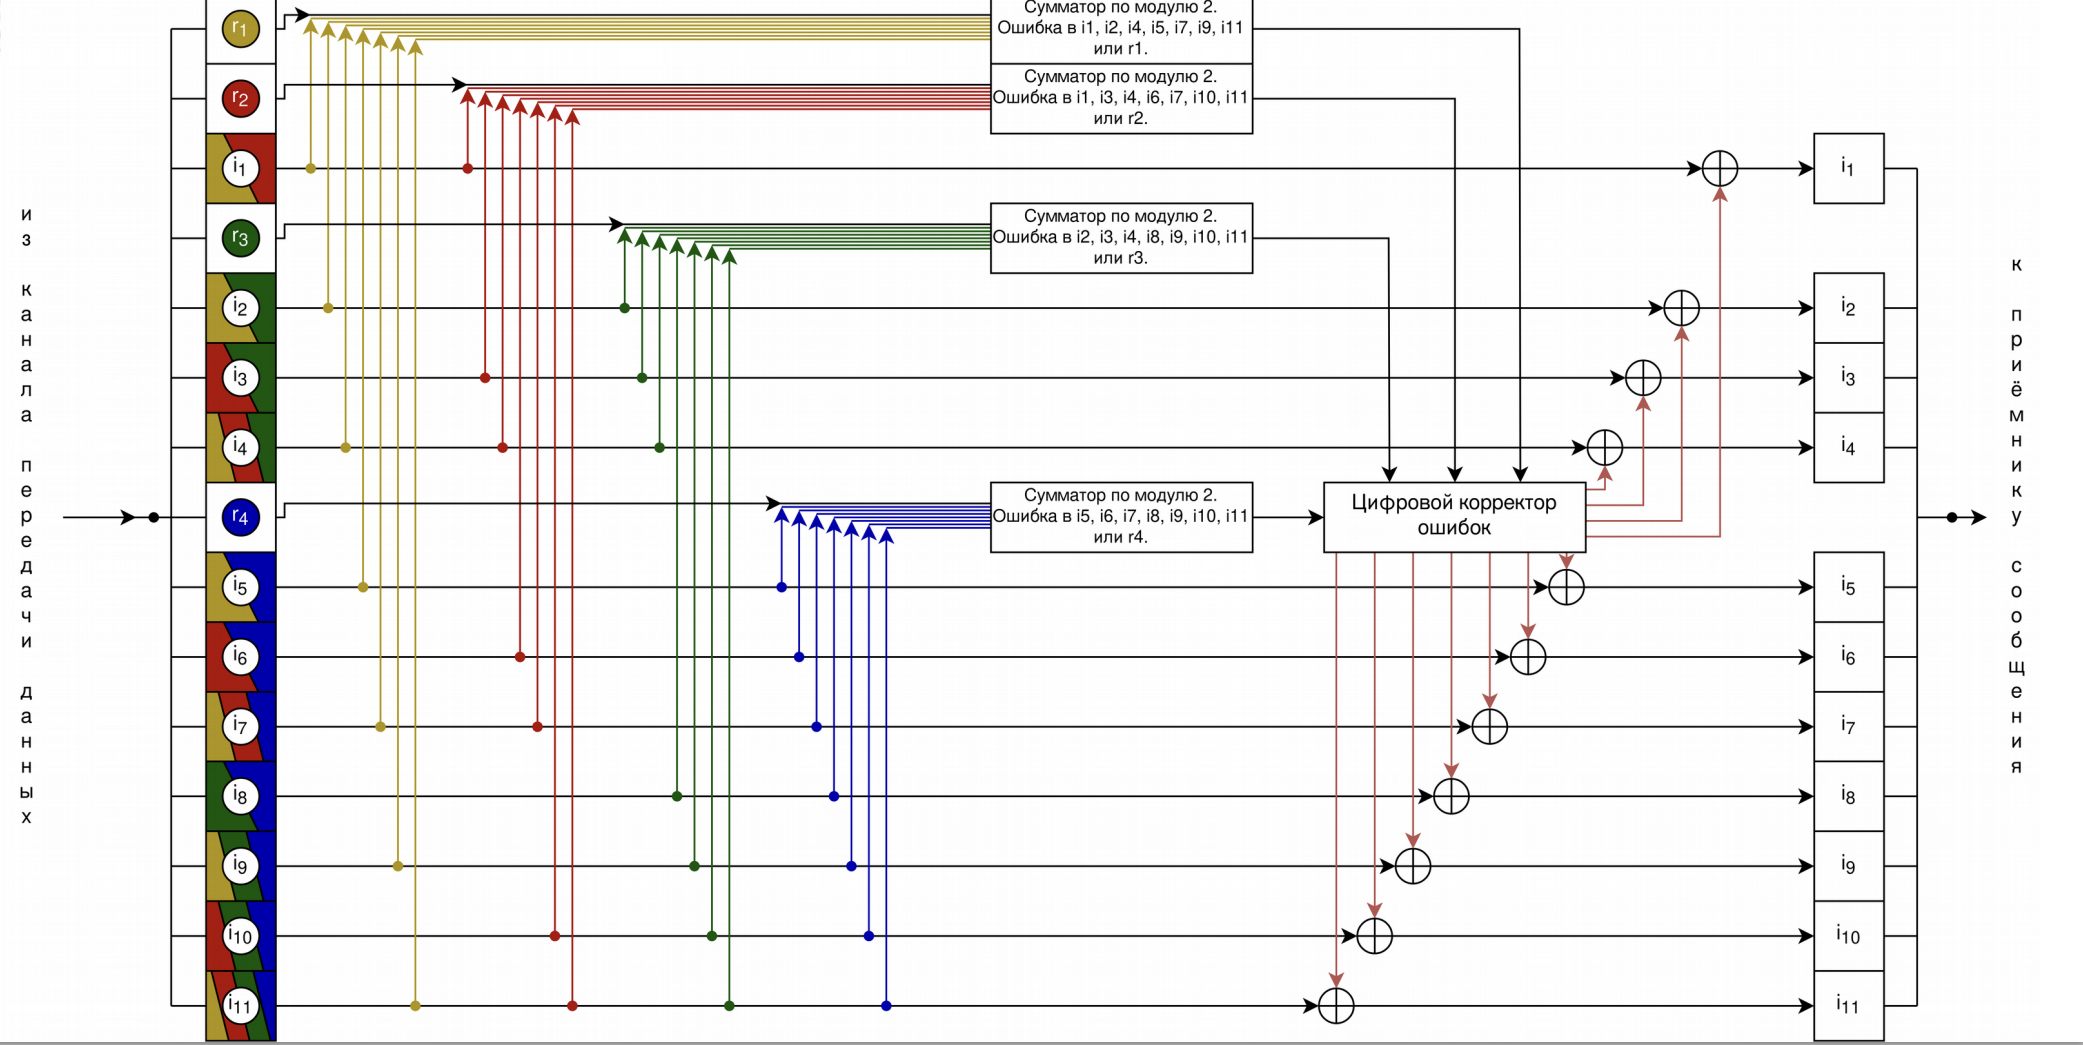 из канала передачи данных
r1
r2
i1
r3
i2
i3
i4
r4
i5
i6
i7
i8
i9
i10
i11
Сумматор по модулю 2.
Ошибка в i1, i2, i4, i5, i7, i9, i11
или r1.
Сумматор по модулю 2.
Ошибка в i1, i3, i4, i6, i7, i10, i11
или r2.
Сумматор по модулю 2.
Ошибка в i2, i3, i4, i8, i9, i10, i11
или r3.
Сумматор по модулю 2.
Ошибка в i5, i6, i7, i8, i9, i10, i11
или r4.
Цифровой корректор
ошибок
i1
i2
i3
i4
i5
i6
i7
i8
i9
i10
i11
к приёмнику сообщения